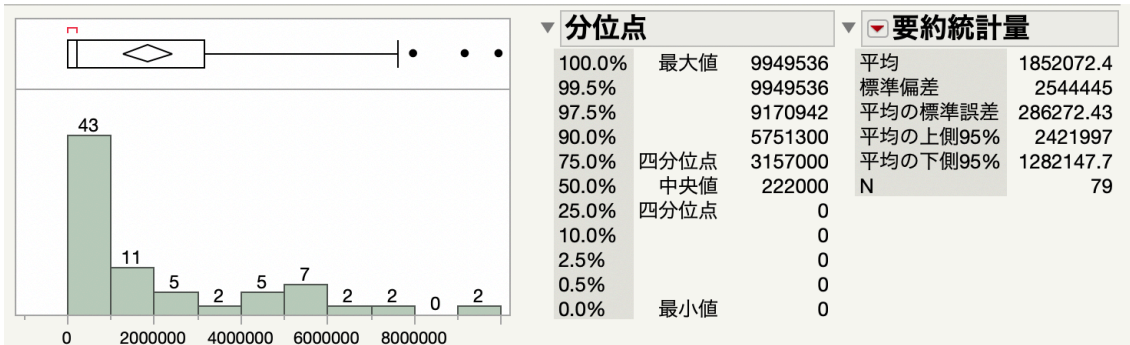 43
11
5
2
5
7
2
2
0
2
0
2000000
4000000
6000000
8000000
分位点
100.0% 最大値 9949536
99.5% 9949536
97.5% 9170942
90.0% 5751300
75.0% 四分位点 3157000
50.0% 中央値 222000
25.0% 四分位点 0
10.0% 0
2.5% 0
0.5% 0
0.0% 最小値 0
要約統計量
平均 1852072.4
標準偏差 2544445
平均の標準誤差 286272.43
平均の上側95% 2421997
平均の下側95% 1282147.7
N 79